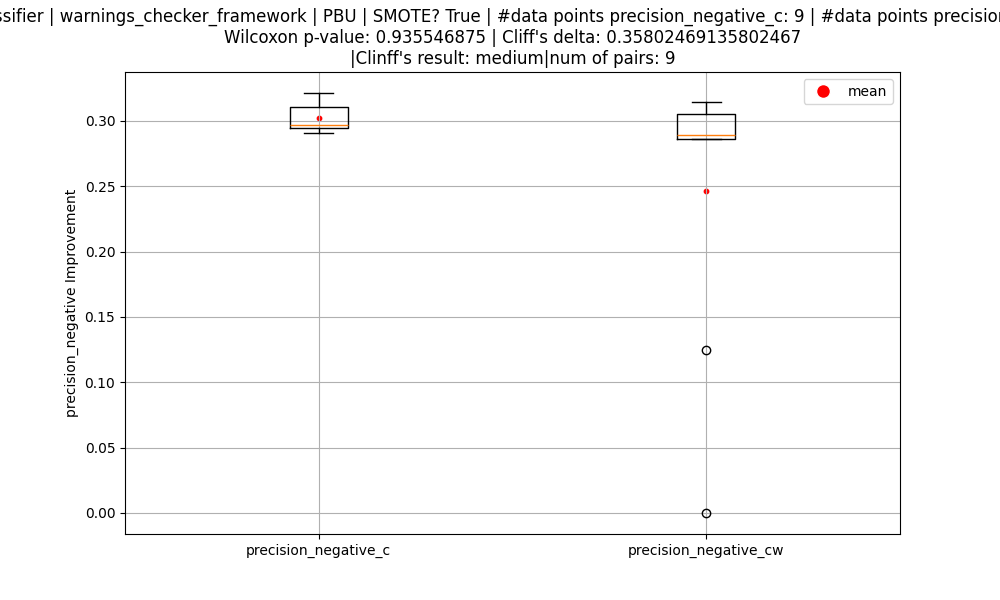 | warnings_checker_framework | PBU | SMOTE? True | #data points precision_negative_c: 9 | #data points
Wilcoxon p-value: 0.935546875 | Cliff's delta: 0.35802469135802467
|Clinff's result: medium|num of pairs: 9
mean
0.30
0.25
0.20
0.15
0.10
0.05
0.00
precision_negative Improvement
precision_negative_c
precision_negative_cw